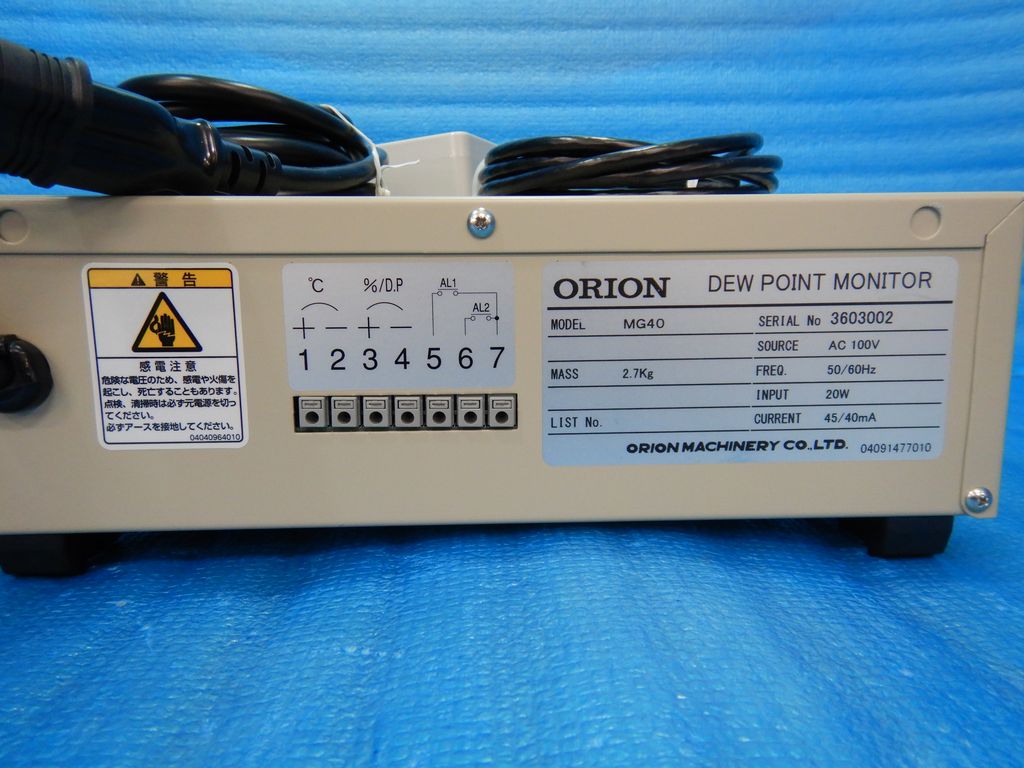 警告
感電注意
危険な電圧のため、感電や火傷を
起こし、死亡することもあります。
点検、清掃時は必ず元電源を切っ
てください。
必ずアースを接地してください。
04040964010
℃ %/D.P AL1
AL2
+ − + −
1 2 3 4 5 6 7
ORION DEW POINT MONITOR
MODEL MG40 SERIAL No 3603002
SOURCE AC 100V
MASS 2.7Kg FREQ. 50/60Hz
INPUT 20W
LIST No. CURRENT 45/40mA
ORION MACHINERY CO.,LTD. 04091477010